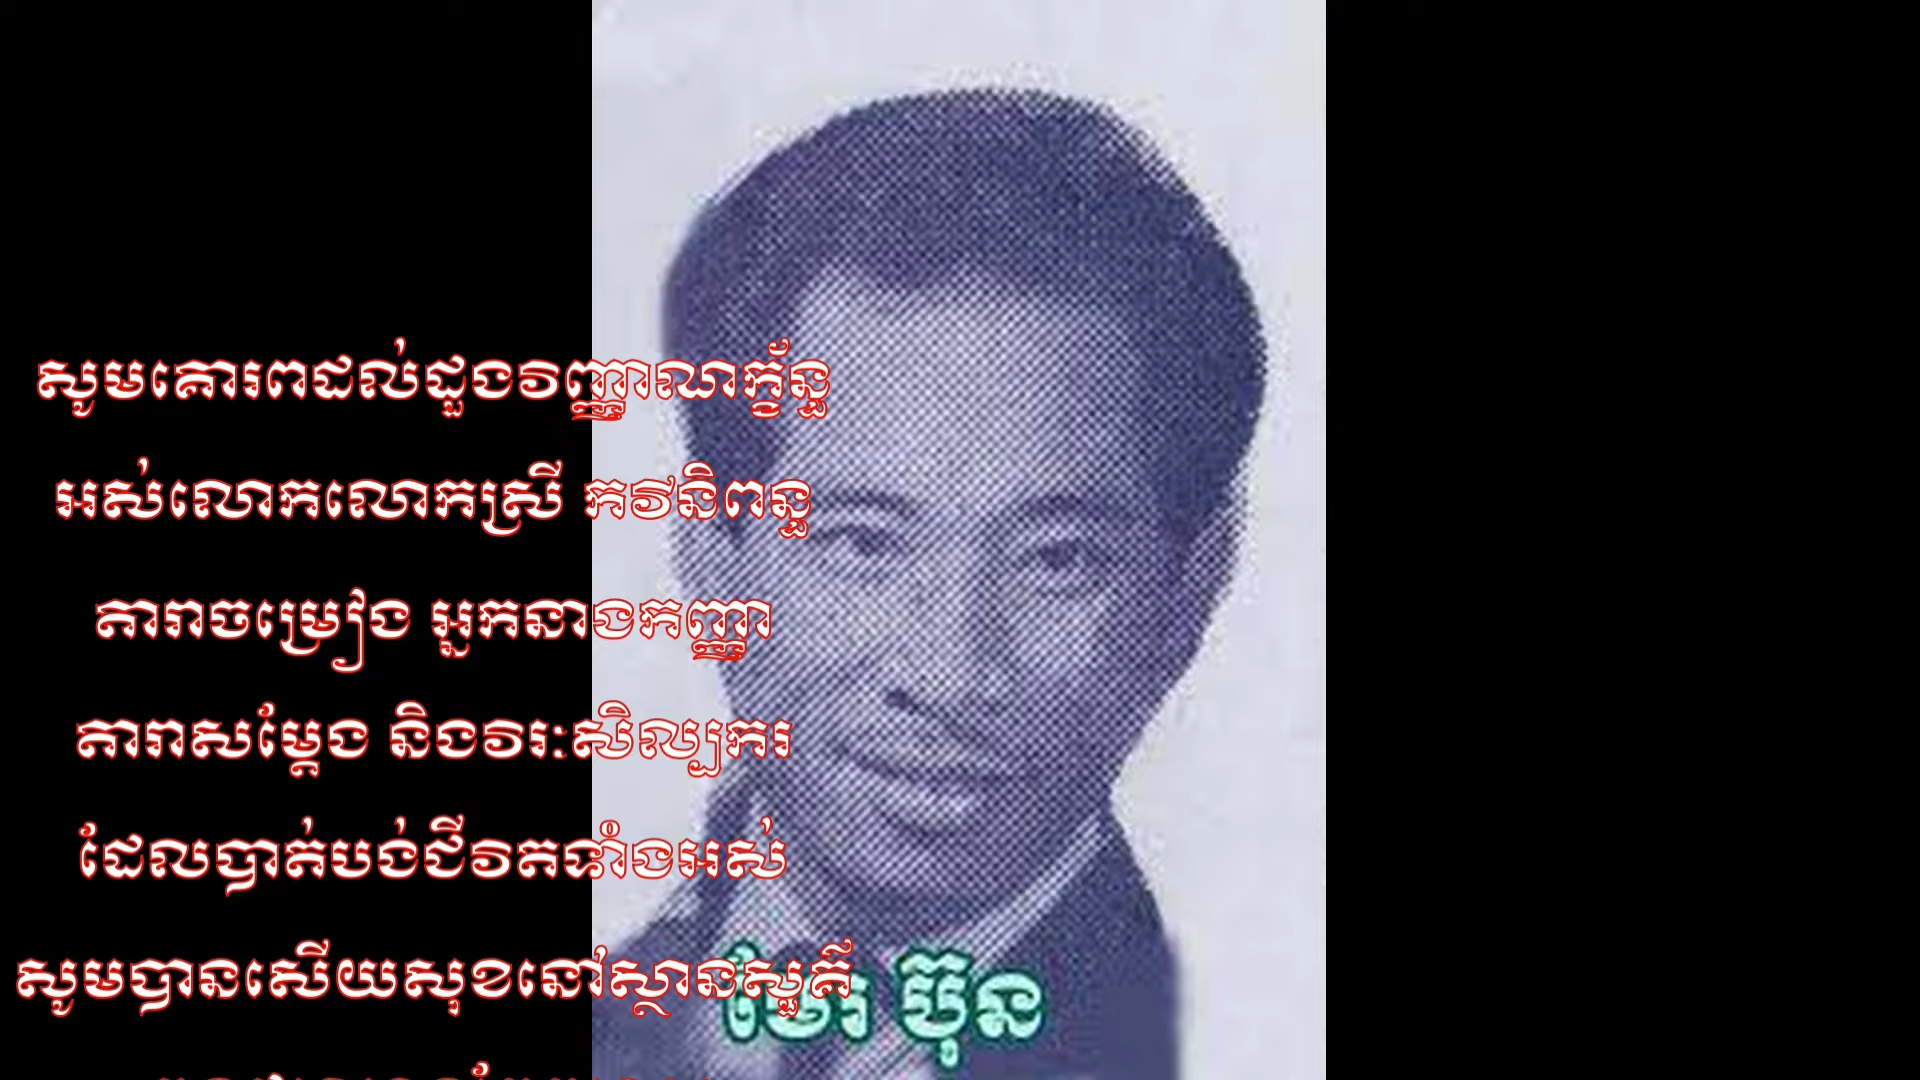 សូមគោរពដល់ដួងវិញ្ញាណក្ខ័ន្ធ
អស់លោកលោកស្រី កវីនិពន្ធ
តារាចម្រៀង អ្នកនាងកញ្ញា
តារាសម្ដែង និងវិរៈសិល្បករ
ដែលបាត់បង់ជីវិតទាំងអស់
សូមបានសើយសុខនៅស្ថានសួគ៌
ម៉ែរ ប៊ុន